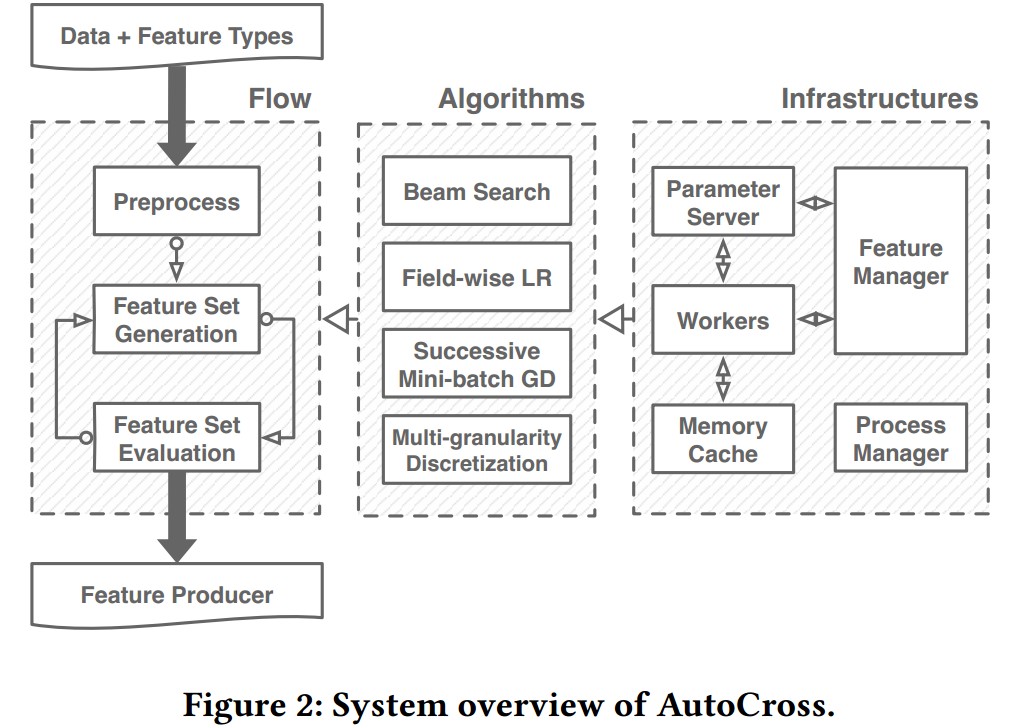 Data + Feature Types
Flow
Algorithms
Infrastructures
Preprocess
Feature Set
Generation
Feature Set
Evaluation
Beam Search
Field-wise LR
Successive
Mini-batch GD
Multi-granularity
Discretization
Parameter
Server
Workers
Memory
Cache
Feature
Manager
Process
Manager
Feature Producer
Figure 2: System overview of AutoCross.